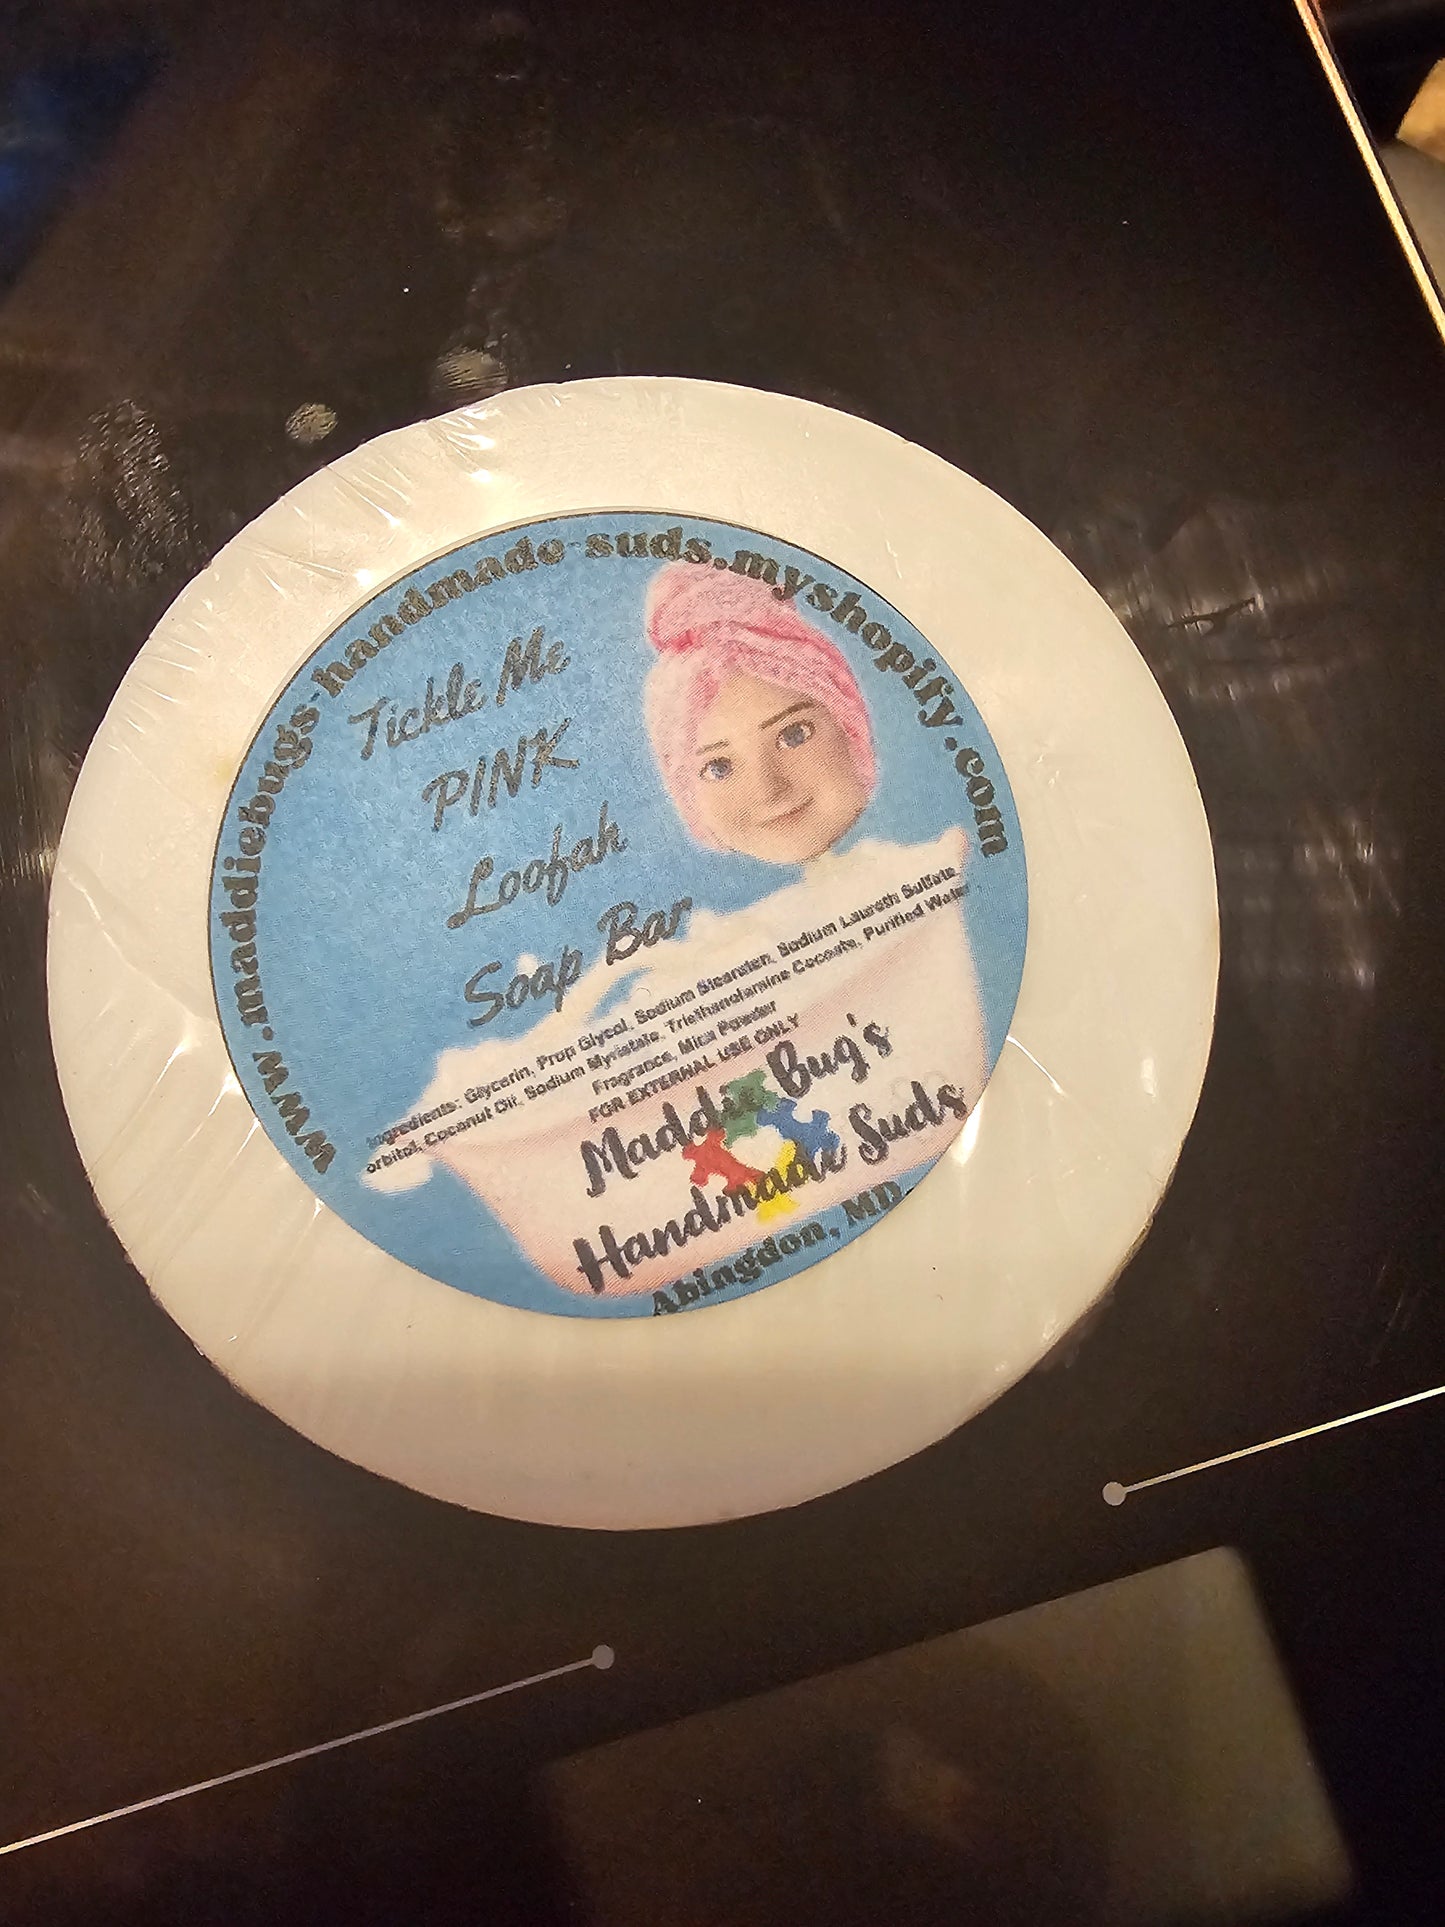 www.maddiebugs-handmade-suds.myshopify.com
Tickle Me
PINK
Loofah
Soap Bar
Ingredients: Glycerin, Prop Glycol, Sodium Stearaten, Sodium Laureth Sulfate,
orbitol, Coconut Oil, Sodium Myristate, Triethanolamine Cocoate, Purified Water
Fragrance, Mica Powder
FOR EXTERNAL USE ONLY
Maddie Bug's
Handmade Suds
Abingdon, MD